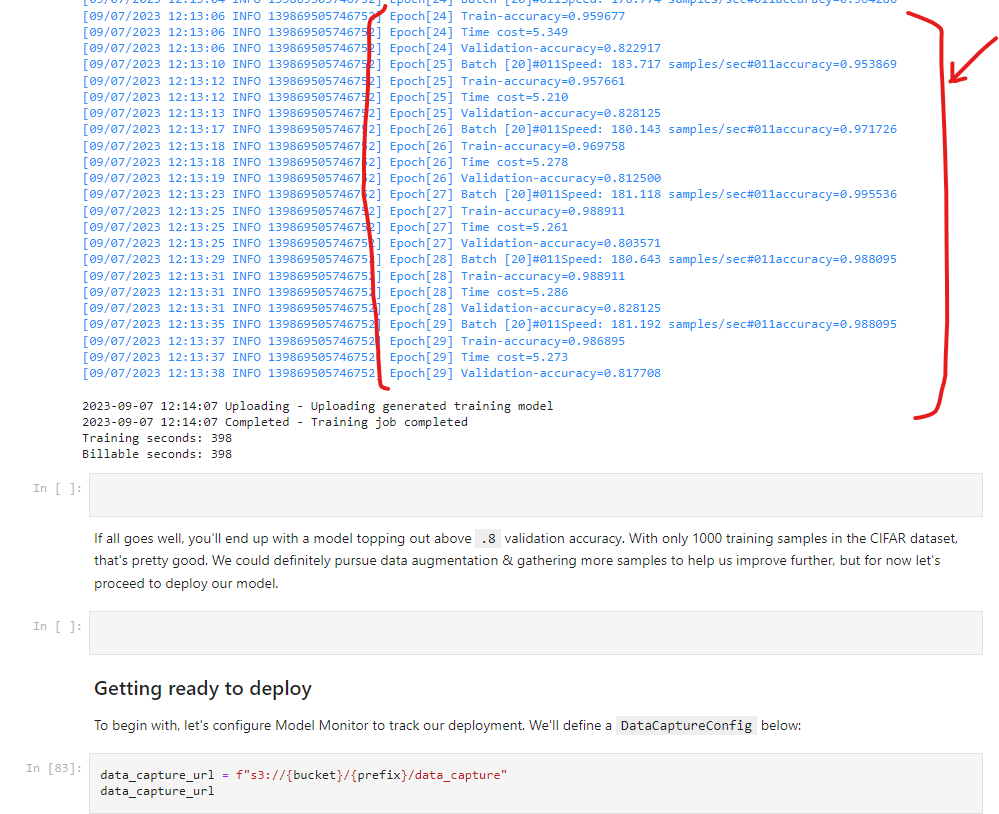 [09/07/2023 12:13:06 INFO 139869505746752] Epoch[24] Train-accuracy=0.959677
[09/07/2023 12:13:06 INFO 139869505746752] Epoch[24] Time cost=5.349
[09/07/2023 12:13:06 INFO 139869505746752] Epoch[24] Validation-accuracy=0.822917
[09/07/2023 12:13:10 INFO 139869505746752] Epoch[25] Batch [20]#011Speed: 183.717 samples/sec#011accuracy=0.953869
[09/07/2023 12:13:12 INFO 139869505746752] Epoch[25] Train-accuracy=0.957661
[09/07/2023 12:13:12 INFO 139869505746752] Epoch[25] Time cost=5.210
[09/07/2023 12:13:13 INFO 139869505746752] Epoch[25] Validation-accuracy=0.828125
[09/07/2023 12:13:17 INFO 139869505746752] Epoch[26] Batch [20]#011Speed: 180.143 samples/sec#011accuracy=0.971726
[09/07/2023 12:13:18 INFO 139869505746752] Epoch[26] Train-accuracy=0.969758
[09/07/2023 12:13:18 INFO 139869505746752] Epoch[26] Time cost=5.278
[09/07/2023 12:13:19 INFO 139869505746752] Epoch[26] Validation-accuracy=0.812500
[09/07/2023 12:13:23 INFO 139869505746752] Epoch[27] Batch [20]#011Speed: 181.118 samples/sec#011accuracy=0.995536
[09/07/2023 12:13:25 INFO 139869505746752] Epoch[27] Train-accuracy=0.988911
[09/07/2023 12:13:25 INFO 139869505746752] Epoch[27] Time cost=5.261
[09/07/2023 12:13:25 INFO 139869505746752] Epoch[27] Validation-accuracy=0.803571
[09/07/2023 12:13:29 INFO 139869505746752] Epoch[28] Batch [20]#011Speed: 180.643 samples/sec#011accuracy=0.988095
[09/07/2023 12:13:31 INFO 139869505746752] Epoch[28] Train-accuracy=0.988911
[09/07/2023 12:13:31 INFO 139869505746752] Epoch[28] Time cost=5.286
[09/07/2023 12:13:31 INFO 139869505746752] Epoch[28] Validation-accuracy=0.828125
[09/07/2023 12:13:35 INFO 139869505746752] Epoch[29] Batch [20]#011Speed: 181.192 samples/sec#011accuracy=0.988095
[09/07/2023 12:13:37 INFO 139869505746752] Epoch[29] Train-accuracy=0.986895
[09/07/2023 12:13:37 INFO 139869505746752] Epoch[29] Time cost=5.273
[09/07/2023 12:13:38 INFO 139869505746752] Epoch[29] Validation-accuracy=0.817708
2023-09-07 12:14:07 Uploading - Uploading generated training model
2023-09-07 12:14:07 Completed - Training job completed
Training seconds: 398
Billable seconds: 398
In [ ]:
If all goes well, you'll end up with a model topping out above .8 validation accuracy. With only 1000 training samples in the CIFAR dataset,
that's pretty good. We could definitely pursue data augmentation & gathering more samples to help us improve further, but for now let's
proceed to deploy our model.
In [ ]:
Getting ready to deploy
To begin with, let's configure Model Monitor to track our deployment. We'll define a DataCaptureConfig below:
In [83]:
data_capture_url = f"s3://{bucket}/{prefix}/data_capture"
data_capture_url